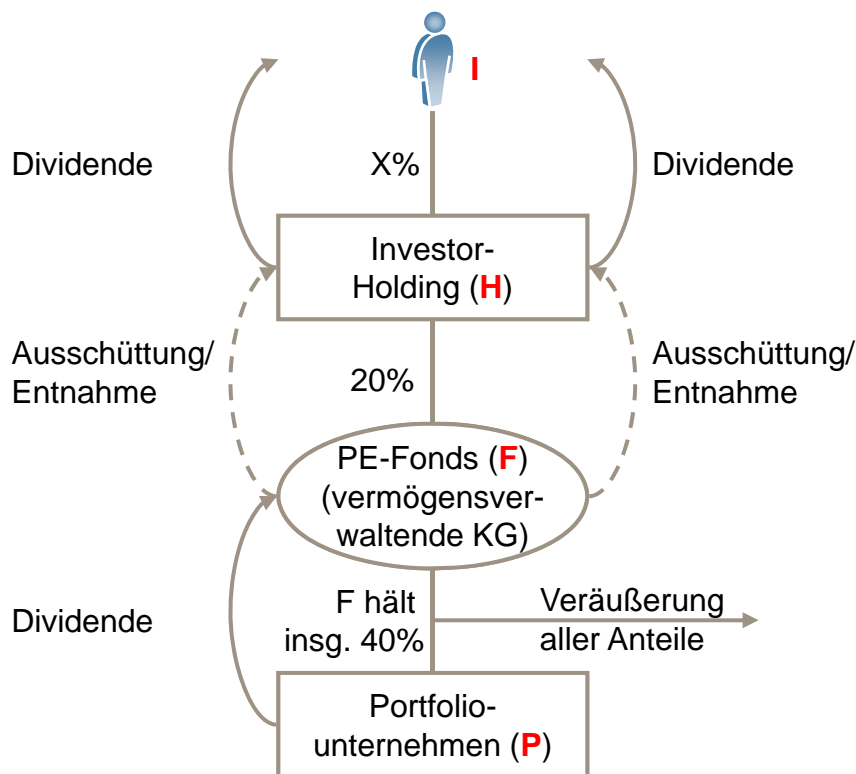 I
Dividende
X%
Dividende
Investor-
Holding (H)
Ausschüttung/
Entnahme
20%
Ausschüttung/
Entnahme
PE-Fonds (F)
(vermögensver-
waltende KG)
Dividende
F hält
insg. 40%
Veräußerung
aller Anteile
Portfolio-
unternehmen (P)